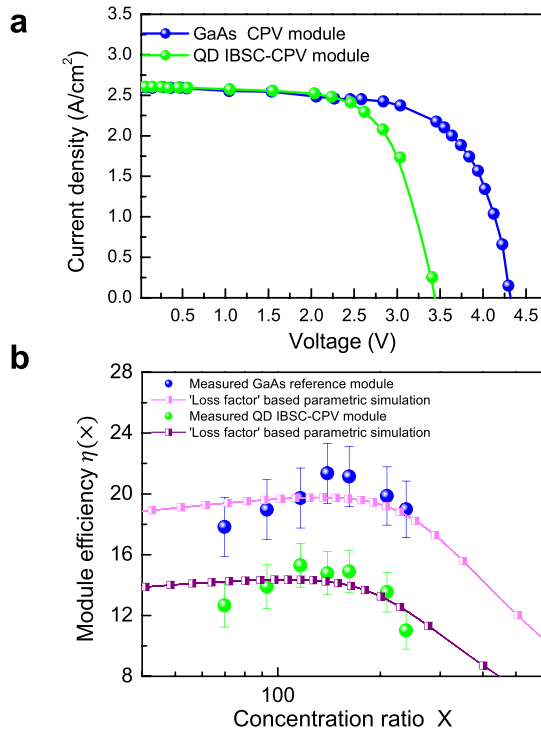 a
GaAs CPV module
QD IBSC-CPV module
Current density (A/cm²)
3.5
3.0
2.5
2.0
1.5
1.0
0.5
0.0
0.5 1.0 1.5 2.0 2.5 3.0 3.5 4.0 4.5
Voltage (V)
b
Measured GaAs reference module
'Loss factor' based parametric simulation
Measured QD IBSC-CPV module
'Loss factor' based parametric simulation
Module efficiency η(×)
28
24
20
16
12
8
100
Concentration ratio X